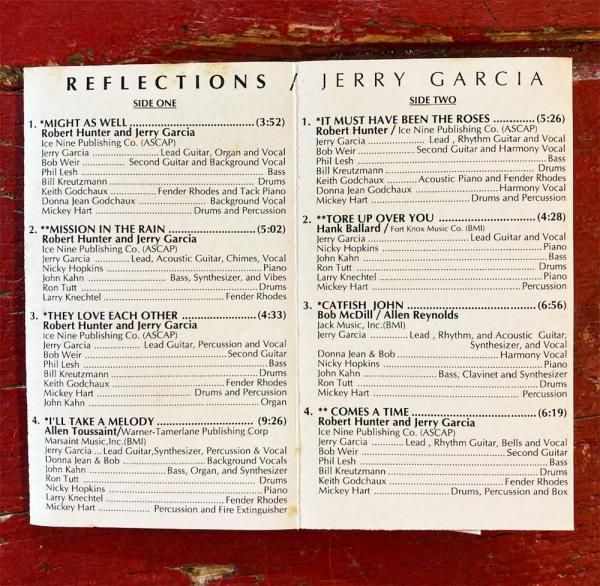 REFLECTIONS / JERRY GARCIA
SIDE ONE
1. *MIGHT AS WELL ................(3:52)
Robert Hunter and Jerry Garcia
Ice Nine Publishing Co. (ASCAP)
Jerry Garcia ................Lead Guitar, Organ and Vocal
Bob Weir ................Second Guitar and Background Vocal
Phil Lesh ................Bass
Bill Kreutzmann ................Drums
Keith Godchaux ................Fender Rhodes and Tack Piano
Donna Jean Godchaux ................Background Vocal
Mickey Hart ................Drums and Percussion
2. **MISSION IN THE RAIN ................(5:02)
Robert Hunter and Jerry Garcia
Ice Nine Publishing Co. (ASCAP)
Jerry Garcia ........Lead, Acoustic Guitar, Chimes, Vocal
Nicky Hopkins ................Piano
John Kahn ................Bass, Synthesizer, and Vibes
Ron Tutt ................Drums
Larry Knechtel ................Fender Rhodes
3. *THEY LOVE EACH OTHER ................(4:33)
Robert Hunter and Jerry Garcia
Ice Nine Publishing Co. (ASCAP)
Jerry Garcia ............Lead Guitar, Percussion and Vocal
Bob Weir ................Second Guitar
Phil Lesh ................Bass
Bill Kreutzmann ................Drums
Keith Godchaux ................Fender Rhodes
Mickey Hart ................Drums and Percussion
John Kahn ................Organ
4. *I'LL TAKE A MELODY ................(9:26)
Allen Toussaint/Warner-Tamerlane Publishing Corp
Marsaint Music,Inc.(BMI)
Jerry Garcia ... Lead Guitar,Synthesizer, Percussion & Vocal
Donna Jean & Bob ................Background Vocals
John Kahn ................Bass, Organ, and Synthesizer
Ron Tutt ................Drums
Nicky Hopkins ................Piano
Larry Knechtel ................Fender Rhodes
Mickey Hart ................Percussion and Fire Extinguisher
SIDE TWO
1. *IT MUST HAVE BEEN THE ROSES ............(5:26)
Robert Hunter / Ice Nine Publishing Co. (ASCAP)
Jerry Garcia ................Lead , Rhythm Guitar and Vocal
Bob Weir ................Second Guitar and Harmony Vocal
Phil Lesh ................Bass
Bill Kreutzmann ................Drums
Keith Godchaux ............Acoustic Piano and Fender Rhodes
Donna Jean Godchaux ................Harmony Vocal
Mickey Hart ................Drums and Percussion
2. **TORE UP OVER YOU ................(4:28)
Hank Ballard / Fort Knox Music Co. (BMI)
Jerry Garcia ................Lead Guitar and Vocal
Nicky Hopkins ................Piano
John Kahn ................Bass
Ron Tutt ................Drums
Larry Knechtel ................Piano
Mickey Hart ................Percussion
3. *CATFISH JOHN ................(6:56)
Bob McDill / Allen Reynolds
Jack Music, Inc.(BMI)
Jerry Garcia ........Lead , Rhythm, and Acoustic Guitar,
Synthesizer, and Vocal
Donna Jean & Bob................Harmony Vocal
Nicky Hopkins ................Piano
John Kahn ................Bass, Clavinet and Synthesizer
Ron Tutt ................Drums
Mickey Hart ................Percussion
4. ** COMES A TIME ................(6:19)
Robert Hunter and Jerry Garcia
Ice Nine Publishing Co. (ASCAP)
Jerry Garcia ........Lead , Rhythm Guitar, Bells and Vocal
Bob Weir ................Second Guitar
Phil Lesh ................Bass
Bill Kreutzmann ................Drums
Keith Godchaux ................Fender Rhodes
Mickey Hart ................Drums, Percussion and Box